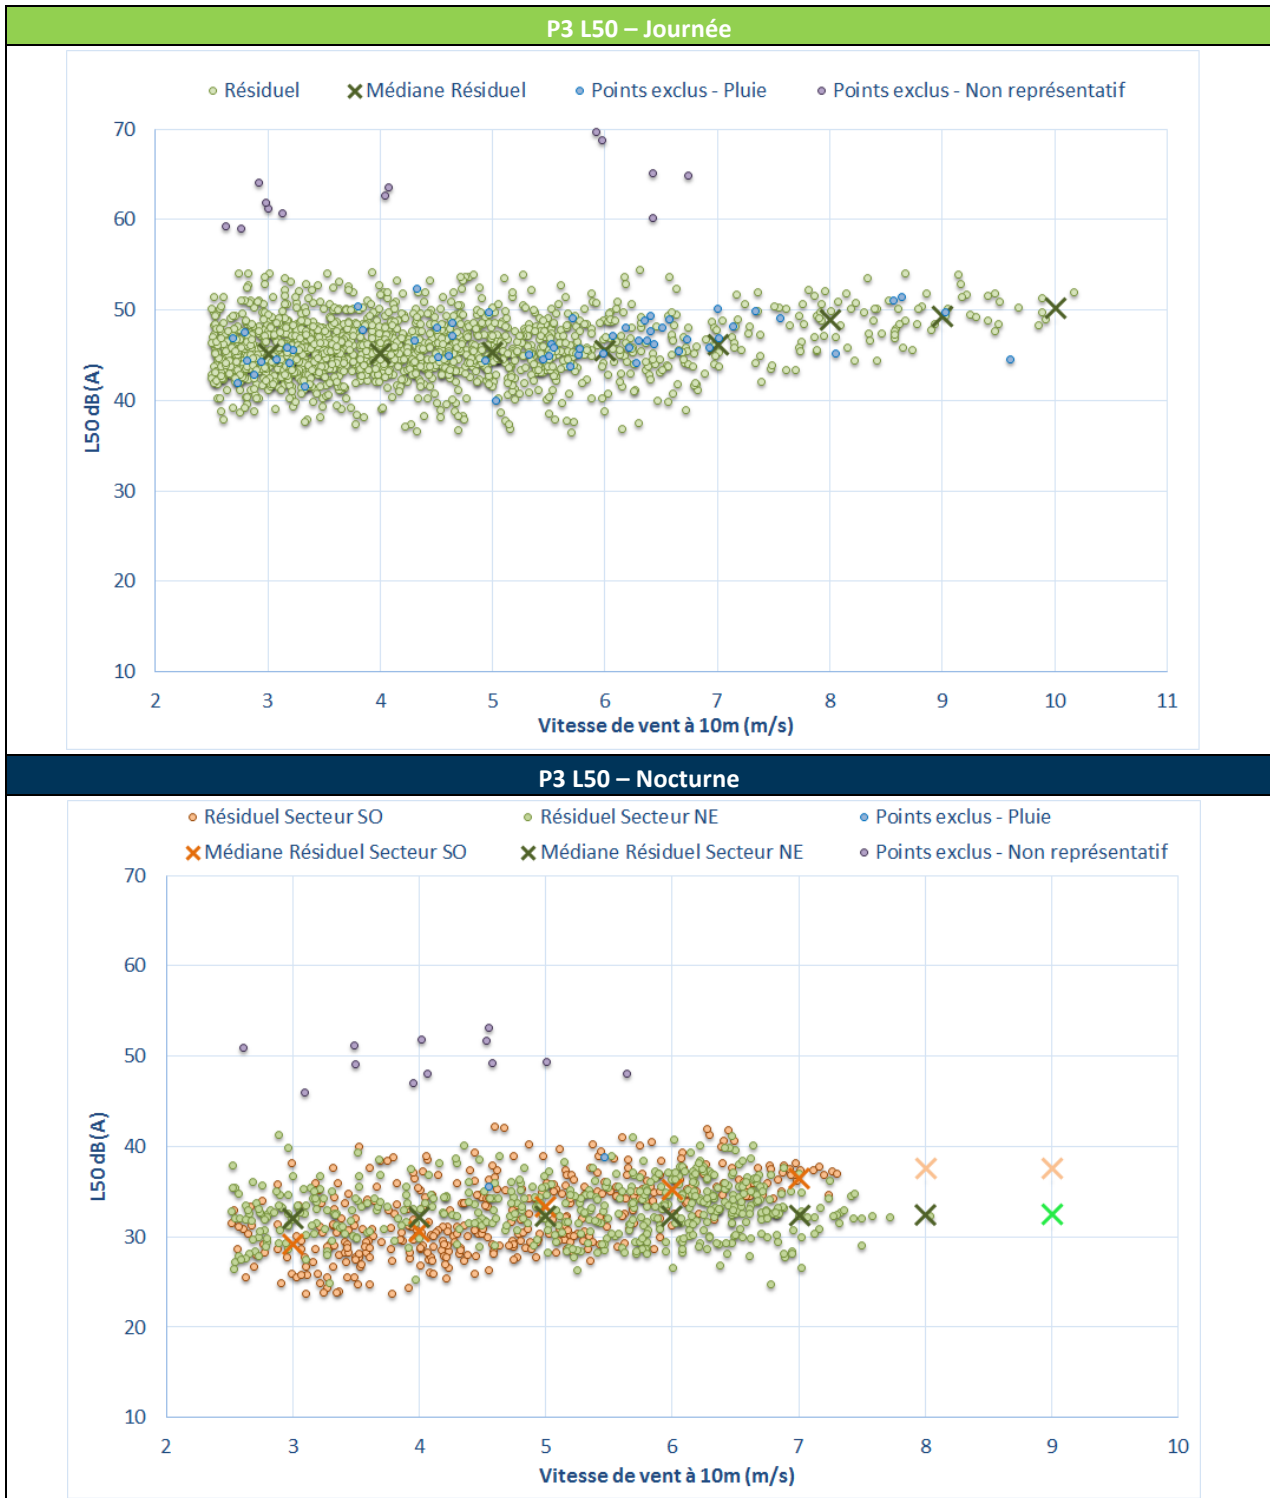 P3 L50 – Journée
Résiduel Médiane Résiduel Points exclus - Pluie Points exclus - Non représentatif
70
60
50
40
30
20
10
L50 dB(A)
2 3 4 5 6 7 8 9 10 11
Vitesse de vent à 10m (m/s)
P3 L50 – Nocturne
Résiduel Secteur SO Résiduel Secteur NE Points exclus - Pluie
Médiane Résiduel Secteur SO Médiane Résiduel Secteur NE Points exclus - Non représentatif
70
60
50
40
30
20
10
L50 dB(A)
2 3 4 5 6 7 8 9 10
Vitesse de vent à 10m (m/s)